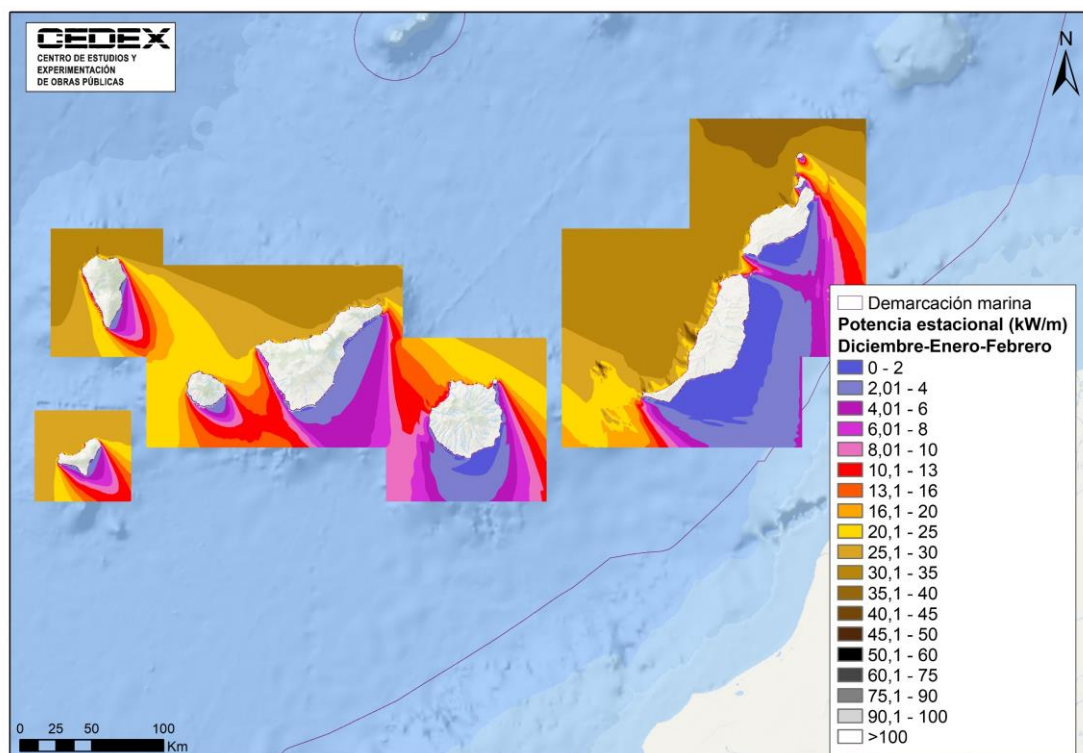 CEDEX
CENTRO DE ESTUDIOS Y
EXPERIMENTACIÓN
DE OBRAS PÚBLICAS
N
Demarcación marina
Potencia estacional (kW/m)
Diciembre-Enero-Febrero
0 - 2
2,01 - 4
4,01 - 6
6,01 - 8
8,01 - 10
10,1 - 13
13,1 - 16
16,1 - 20
20,1 - 25
25,1 - 30
30,1 - 35
35,1 - 40
40,1 - 45
45,1 - 50
50,1 - 60
60,1 - 75
75,1 - 90
90,1 - 100
>100
0 25 50 100
Km